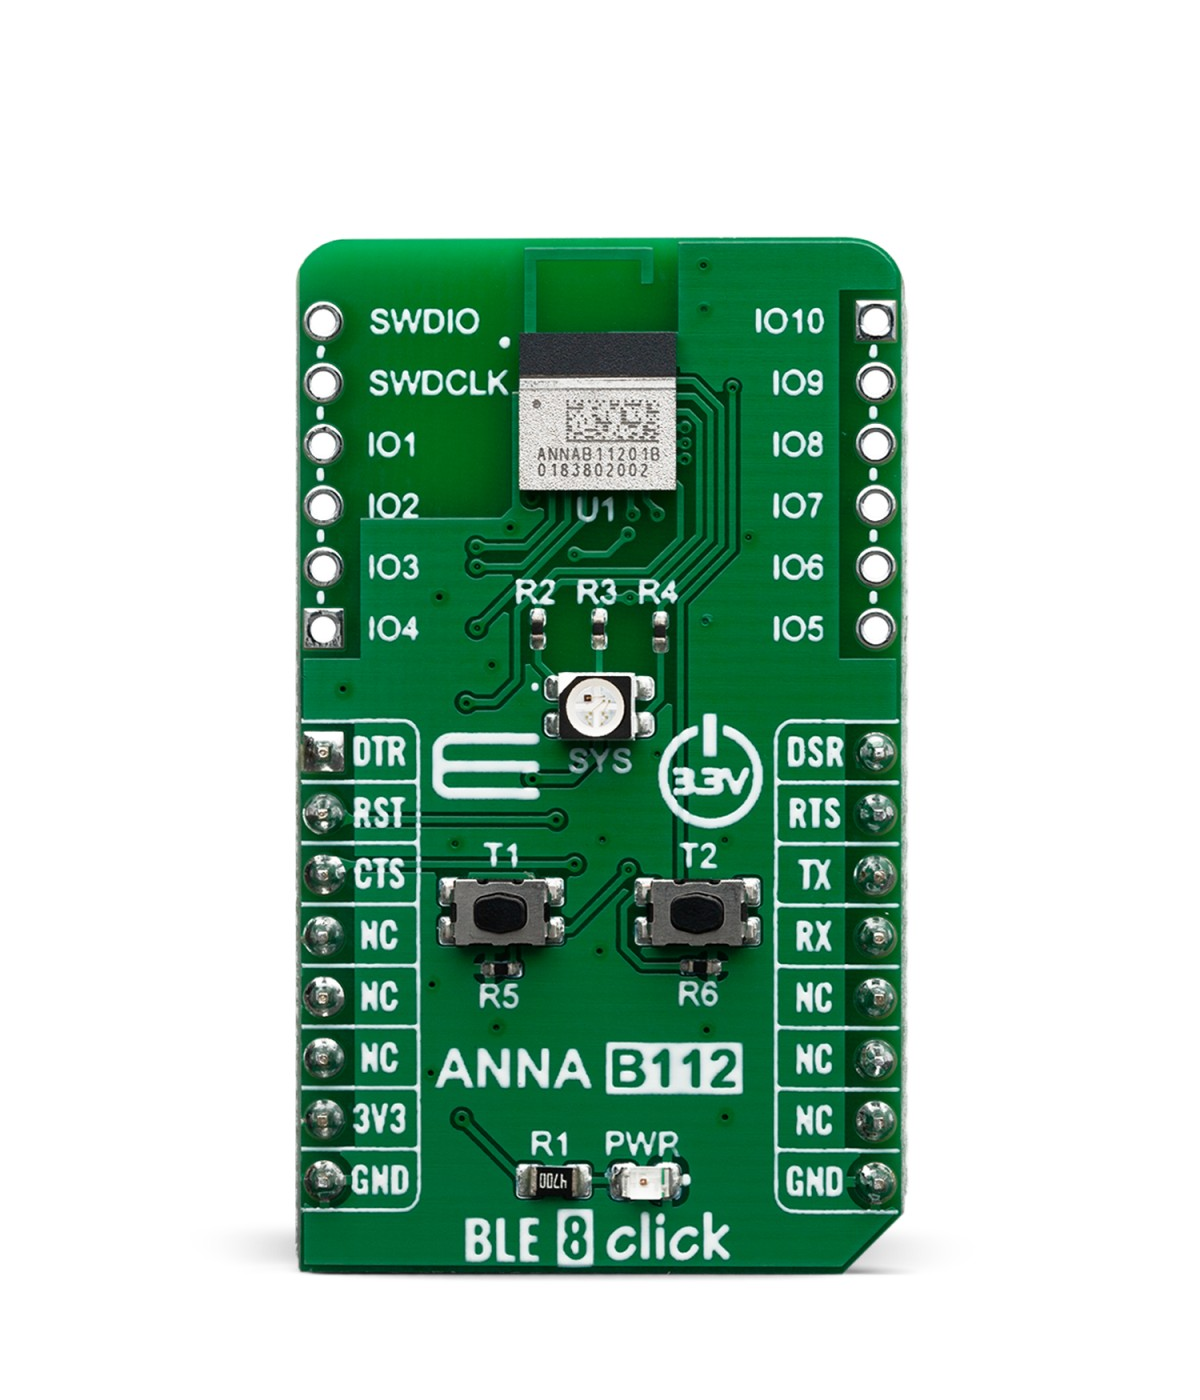 SWDIO IO10
SWDCLK IO9
IO1 IO8
ANNAB11201B
0183802002
IO2 U1 IO7
IO3 IO6
R2 R3 R4
IO4 IO5
DTR SYS 3.3V DSR
RST RTS
T1 T2
CTS TX
NC RX
NC R5 R6 NC
NC ANNA B112 NC
3V3 NC
R1 PWR
GND 4700 GND
BLE 8 click